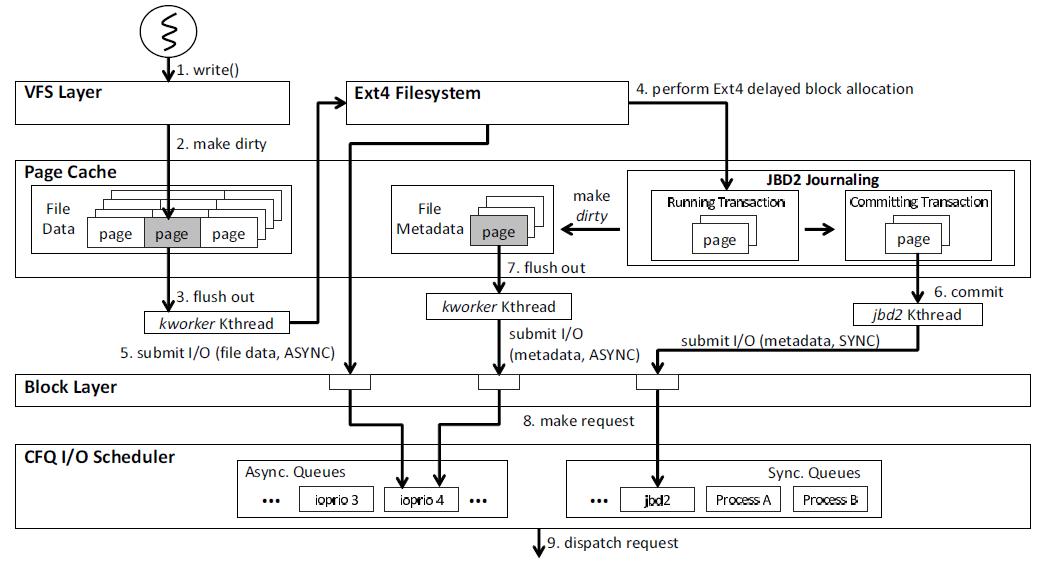 1. write()
VFS Layer
Ext4 Filesystem
4. perform Ext4 delayed block allocation
2. make dirty
Page Cache
JBD2 Journaling
File
Data
page
page
page
File
Metadata
page
make
dirty
Running Transaction
page
Committing Transaction
page
3. flush out
7. flush out
6. commit
kworker Kthread
kworker Kthread
jbd2 Kthread
5. submit I/O (file data, ASYNC)
submit I/O
(metadata, ASYNC)
submit I/O (metadata, SYNC)
Block Layer
8. make request
CFQ I/O Scheduler
Async. Queues
••• ioprio 3 ioprio 4 •••
Sync. Queues
••• jbd2 Process A Process B
9. dispatch request